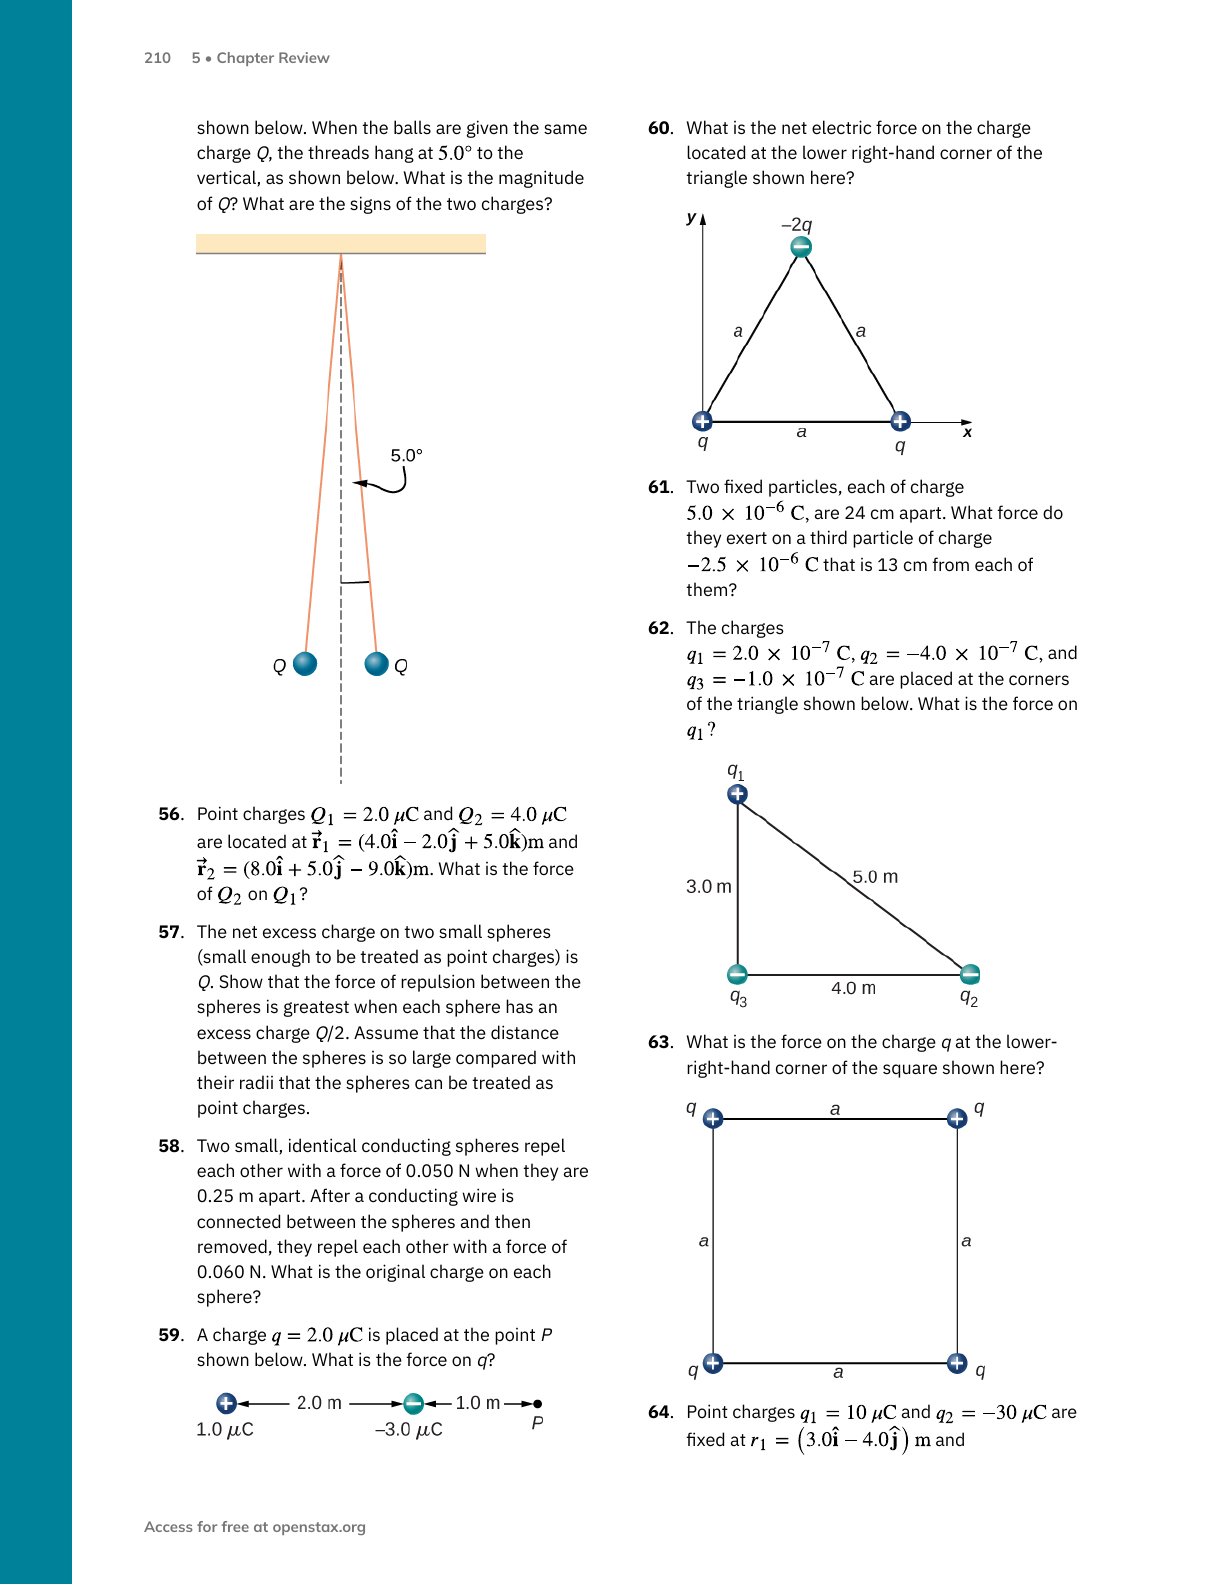 210 5 • Chapter Review
shown below. When the balls are given the same
charge Q, the threads hang at 5.0° to the
vertical, as shown below. What is the magnitude
of Q? What are the signs of the two charges?
5.0°
Q Q
56. Point charges Q₁ = 2.0 μC and Q₂ = 4.0 μC
are located at r⃗₁ = (4.0î − 2.0ĵ + 5.0k̂)m and
r⃗₂ = (8.0î + 5.0ĵ − 9.0k̂)m. What is the force
of Q₂ on Q₁?
57. The net excess charge on two small spheres
(small enough to be treated as point charges) is
Q. Show that the force of repulsion between the
spheres is greatest when each sphere has an
excess charge Q/2. Assume that the distance
between the spheres is so large compared with
their radii that the spheres can be treated as
point charges.
58. Two small, identical conducting spheres repel
each other with a force of 0.050 N when they are
0.25 m apart. After a conducting wire is
connected between the spheres and then
removed, they repel each other with a force of
0.060 N. What is the original charge on each
sphere?
59. A charge q = 2.0 μC is placed at the point P
shown below. What is the force on q?
+ 2.0 m − 1.0 m
1.0 μC −3.0 μC P
60. What is the net electric force on the charge
located at the lower right-hand corner of the
triangle shown here?
y −2q
−
a a
+ +
q a q x
61. Two fixed particles, each of charge
5.0 × 10⁻⁶ C, are 24 cm apart. What force do
they exert on a third particle of charge
−2.5 × 10⁻⁶ C that is 13 cm from each of
them?
62. The charges
q₁ = 2.0 × 10⁻⁷ C, q₂ = −4.0 × 10⁻⁷ C, and
q₃ = −1.0 × 10⁻⁷ C are placed at the corners
of the triangle shown below. What is the force on
q₁?
q₁
+
3.0 m 5.0 m
− −
q₃ 4.0 m q₂
63. What is the force on the charge q at the lower-
right-hand corner of the square shown here?
q + a + q
a a
q + a + q
64. Point charges q₁ = 10 μC and q₂ = −30 μC are
fixed at r₁ = (3.0î − 4.0ĵ) m and
Access for free at openstax.org